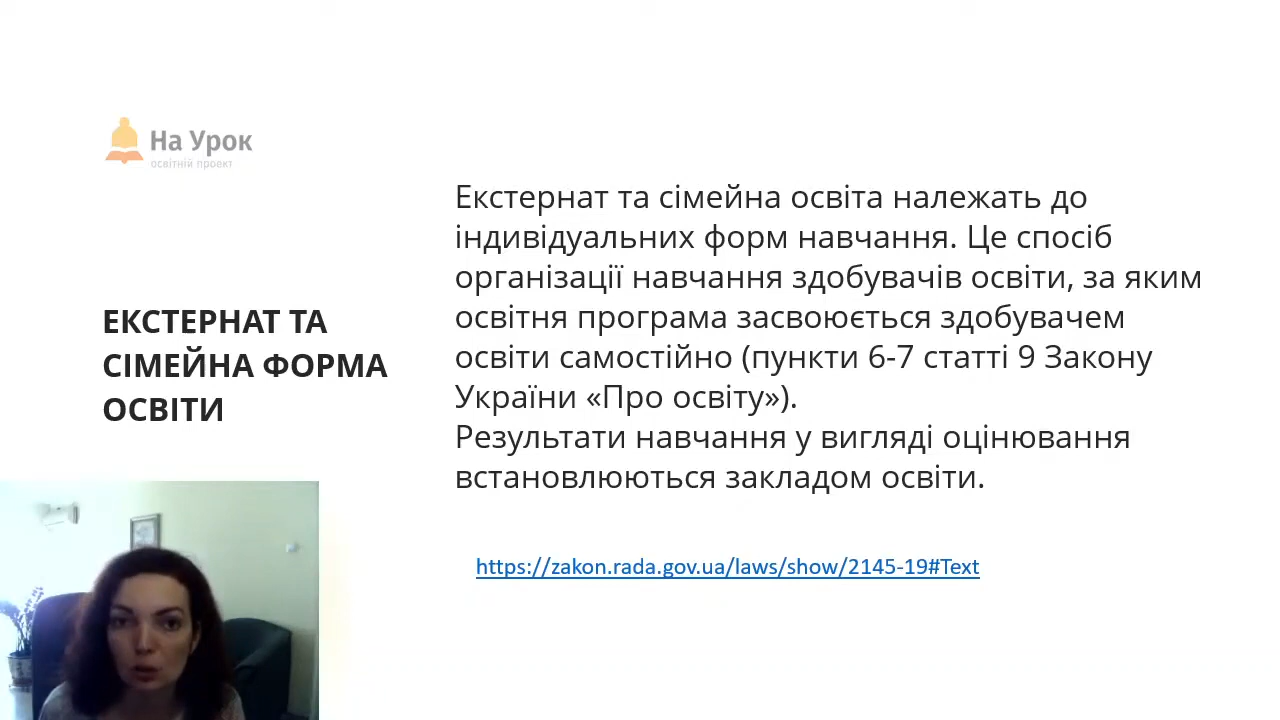 На Урок
освітній проект
ЕКСТЕРНАТ ТА
СІМЕЙНА ФОРМА
ОСВІТИ
Екстернат та сімейна освіта належать до
індивідуальних форм навчання. Це спосіб
організації навчання здобувачів освіти, за яким
освітня програма засвоюється здобувачем
освіти самостійно (пункти 6-7 статті 9 Закону
України «Про освіту»).
Результати навчання у вигляді оцінювання
встановлюються закладом освіти.
https://zakon.rada.gov.ua/laws/show/2145-19#Text